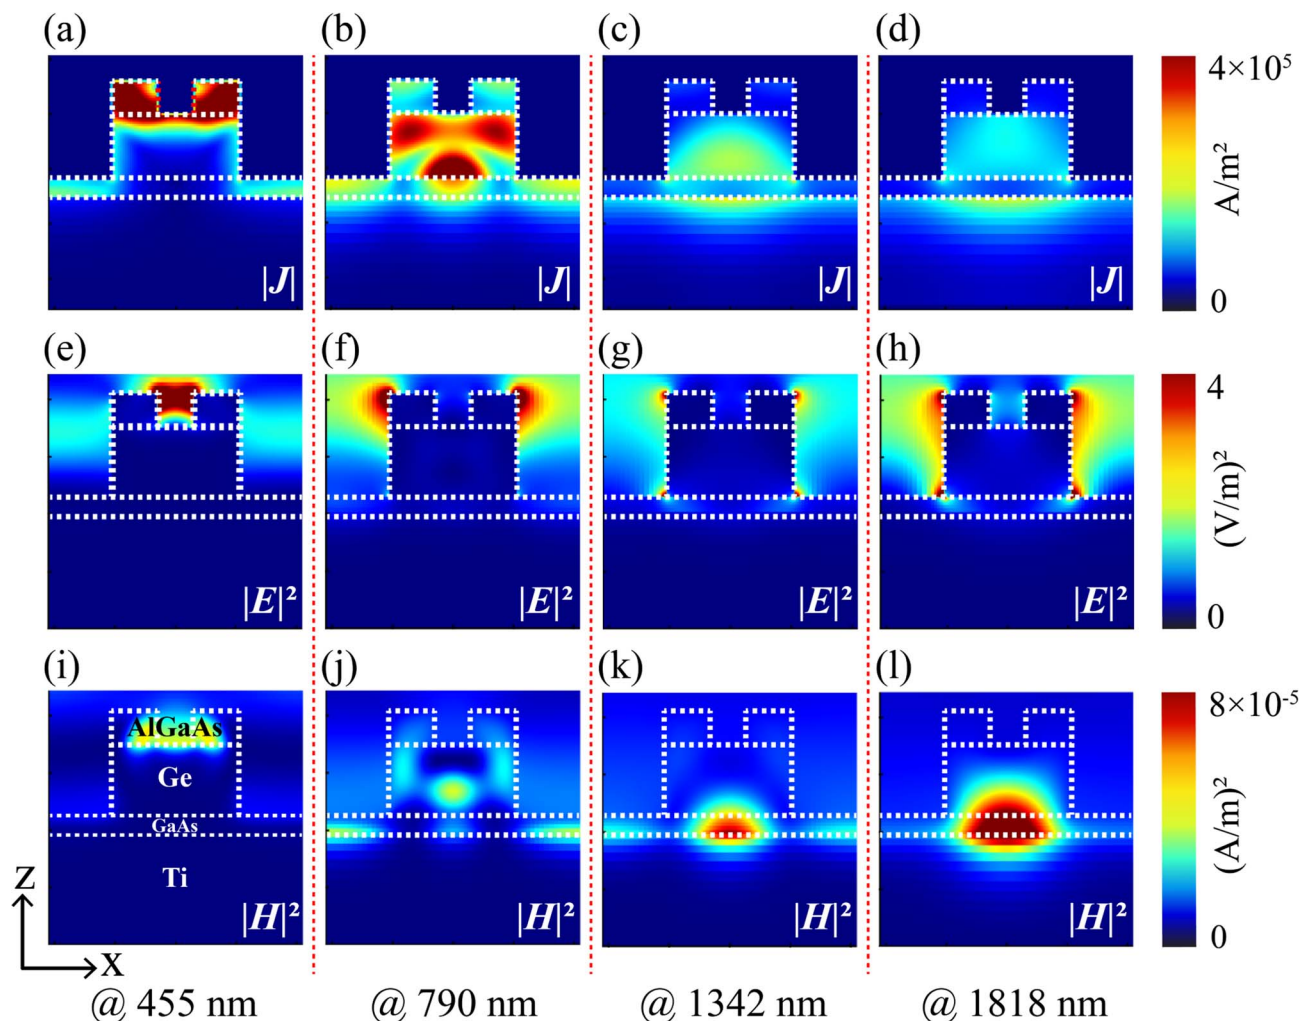 (a) (b) (c) (d)
4×10⁵
A/m²
0
|J| |J| |J| |J|
(e) (f) (g) (h)
4
(V/m)²
0
|E|² |E|² |E|² |E|²
(i) (j) (k) (l)
8×10⁻⁵
(A/m)²
0
AlGaAs
Ge
GaAs
Ti
|H|² |H|² |H|² |H|²
Z
X
@ 455 nm @ 790 nm @ 1342 nm @ 1818 nm